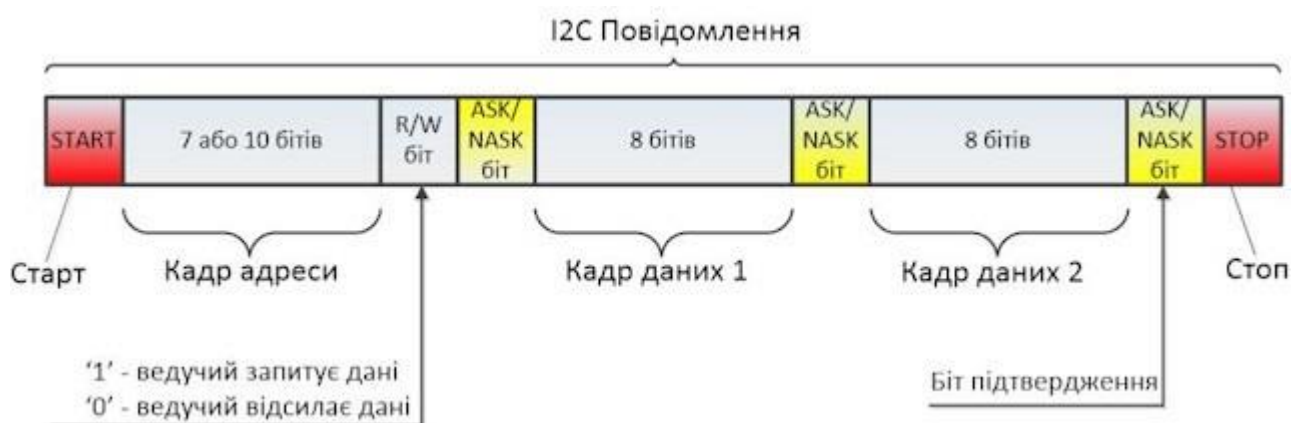 I2C Повідомлення
START
7 або 10 бітів
R/W
біт
ASK/
NASK
біт
8 бітів
ASK/
NASK
біт
8 бітів
ASK/
NASK
біт
STOP
Старт
Кадр адреси
Кадр даних 1
Кадр даних 2
Стоп
‘1’ - ведучий запитує дані
‘0’ - ведучий відсилає дані
Біт підтвердження